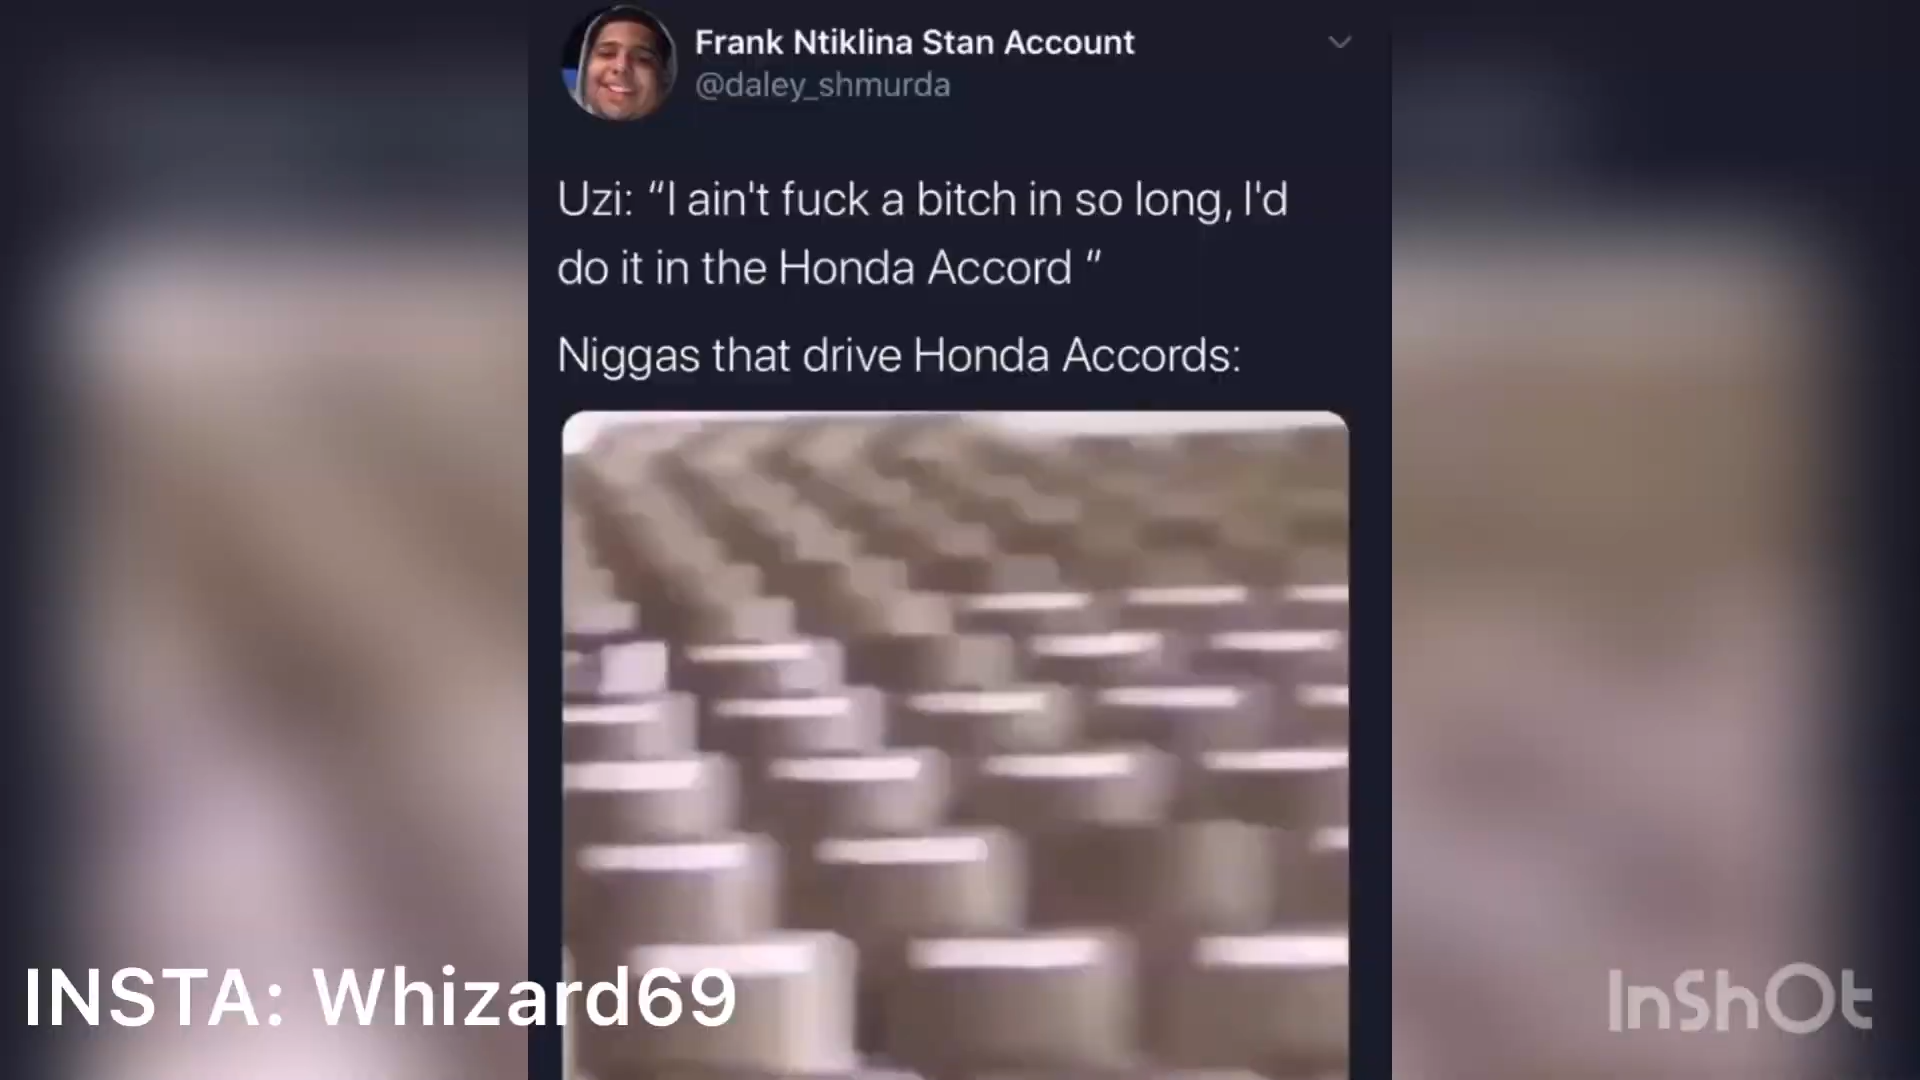 Frank Ntiklina Stan Account
@daley_shmurda
Uzi: “I ain't fuck a bitch in so long, I'd
do it in the Honda Accord ”
Niggas that drive Honda Accords:
INSTA: Whizard69
InShOt